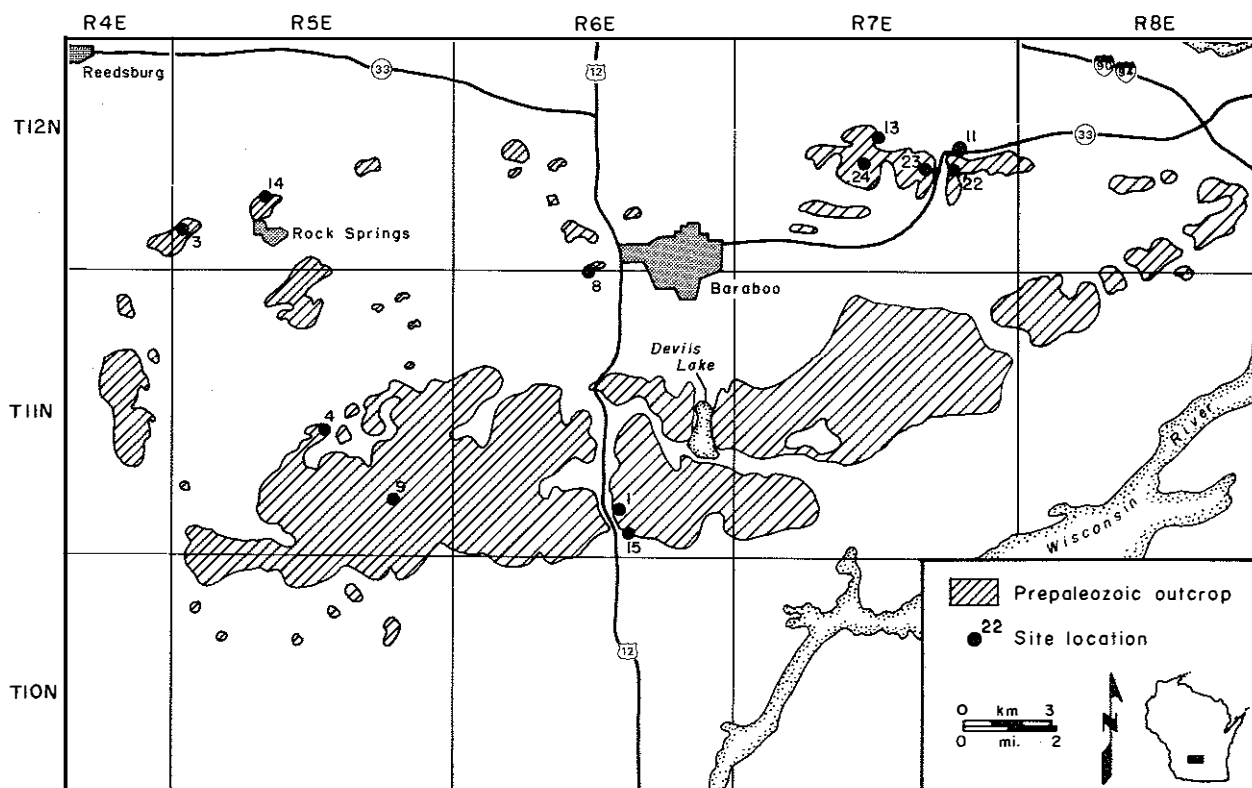 R4E R5E R6E R7E R8E
Reedsburg
33
12
90 94
T12N
13
11
33
14
24
23
22
3
Rock Springs
8
Baraboo
Devils
Lake
T11N
4
9
1
15
Wisconsin River
Prepaleozoic outcrop
22 Site location
12
T10N
0 km 3
0 mi. 2
N